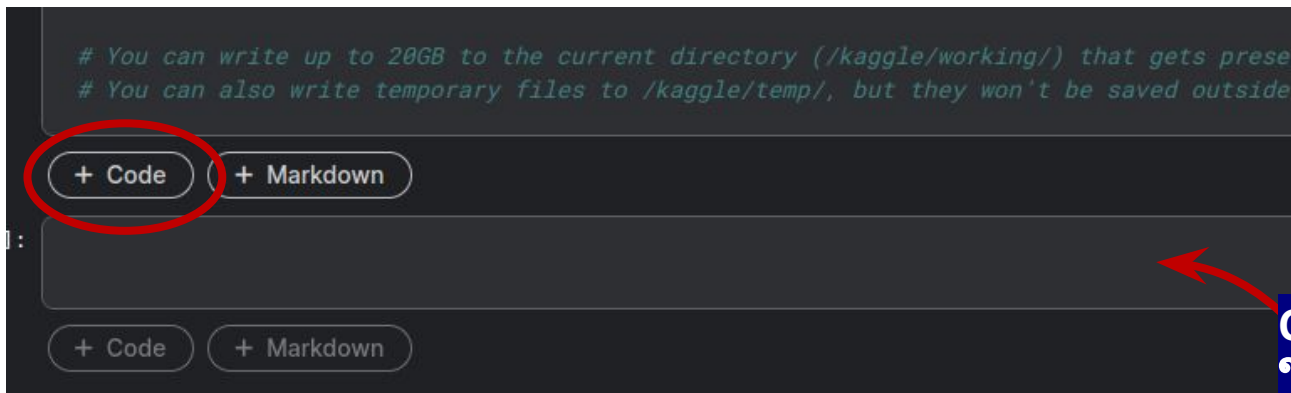 # You can write up to 20GB to the current directory (/kaggle/working/) that gets prese
# You can also write temporary files to /kaggle/temp/, but they won't be saved outside
+ Code + Markdown
]:
+ Code + Markdown